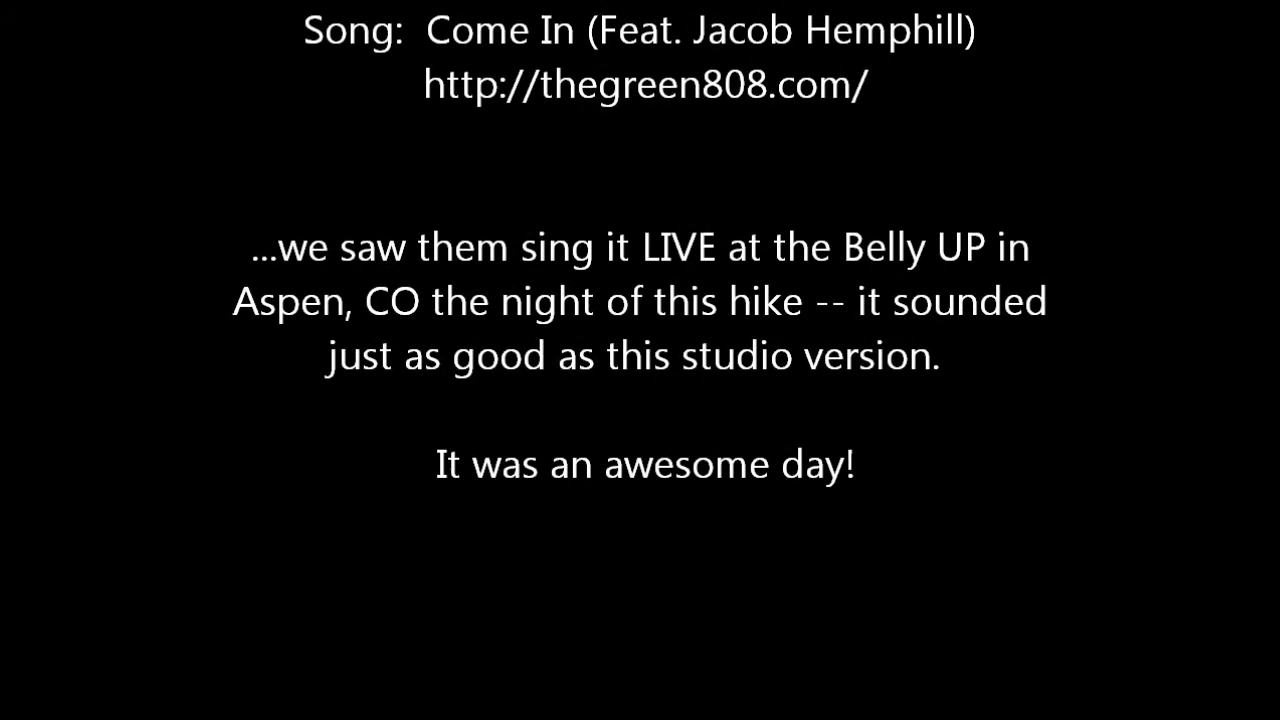 Song:  Come In (Feat. Jacob Hemphill)
http://thegreen808.com/
...we saw them sing it LIVE at the Belly UP in
Aspen, CO the night of this hike -- it sounded
just as good as this studio version.
It was an awesome day!